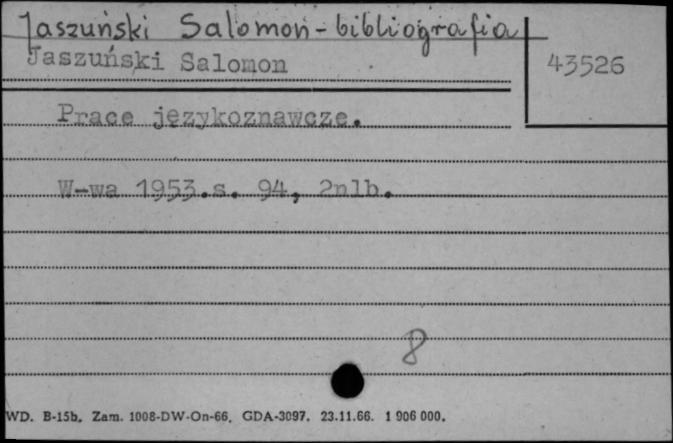 Jaszuński Salomon - bibliografia
Jaszuński Salomon
43526
Prace językoznawcze.
W-wa 1953.s. 94, 2nlb.
8
WD. B-15b. Zam. 1008-DW-On-66. GDA-3097. 23.11.66. 1 906 000.